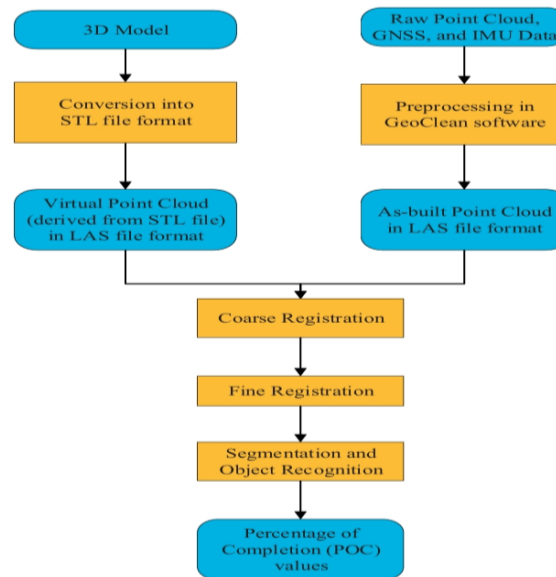 3D Model
Raw Point Cloud,
GNSS, and IMU Data
Conversion into
STL file format
Preprocessing in
GeoClean software
Virtual Point Cloud
(derived from STL file)
in LAS file format
As-built Point Cloud
in LAS file format
Coarse Registration
Fine Registration
Segmentation and
Object Recognition
Percentage of
Completion (POC)
values